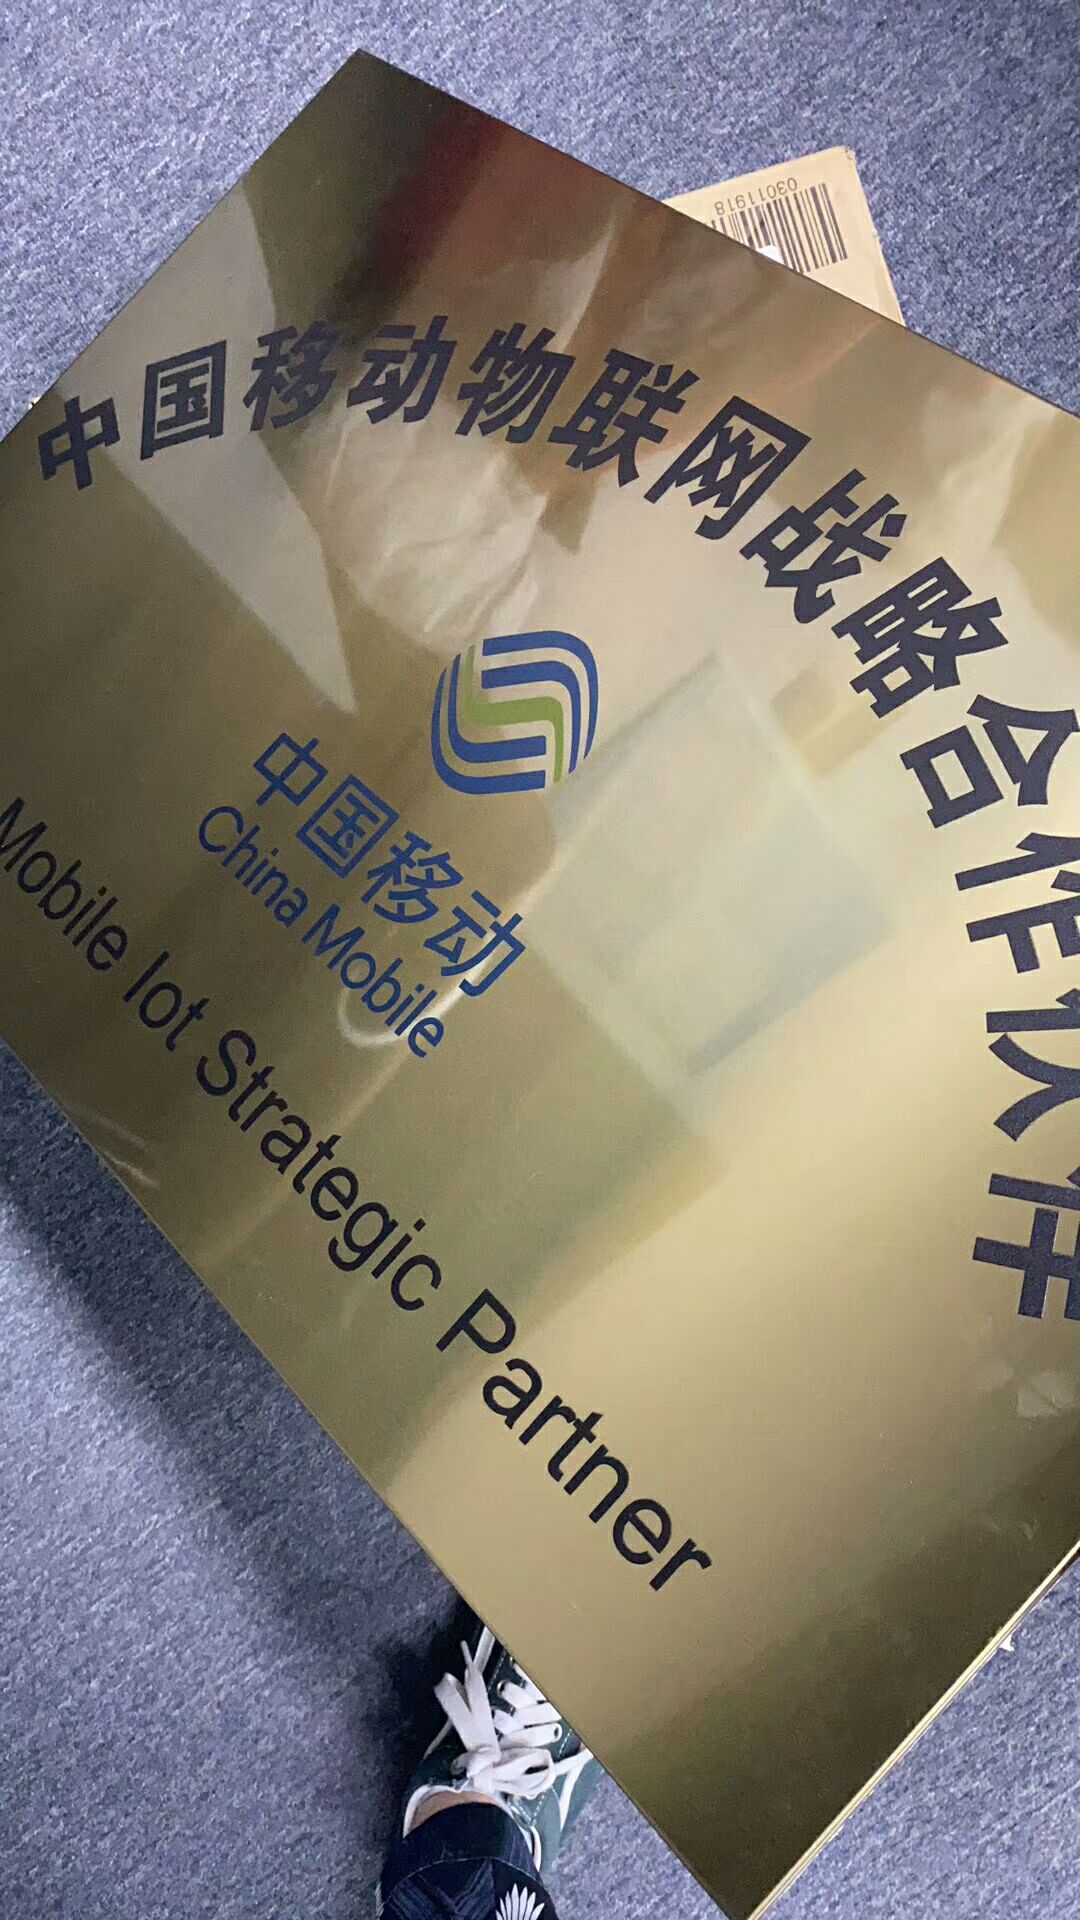 03011918
中国移动物联网战略合作伙伴
中国移动
China Mobile
Mobile Iot Strategic Partner